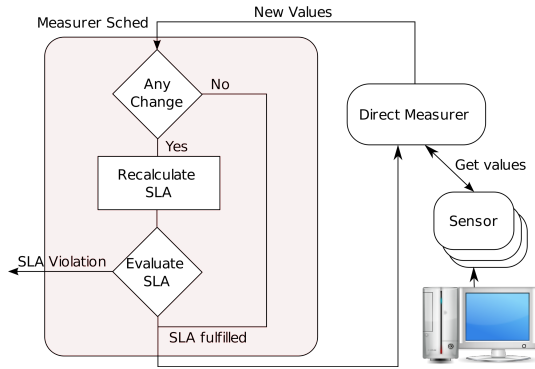 New Values
Measurer Sched
Any
Change
No
Direct Measurer
Yes
Get values
Recalculate
SLA
Sensor
SLA Violation
Evaluate
SLA
SLA fulfilled